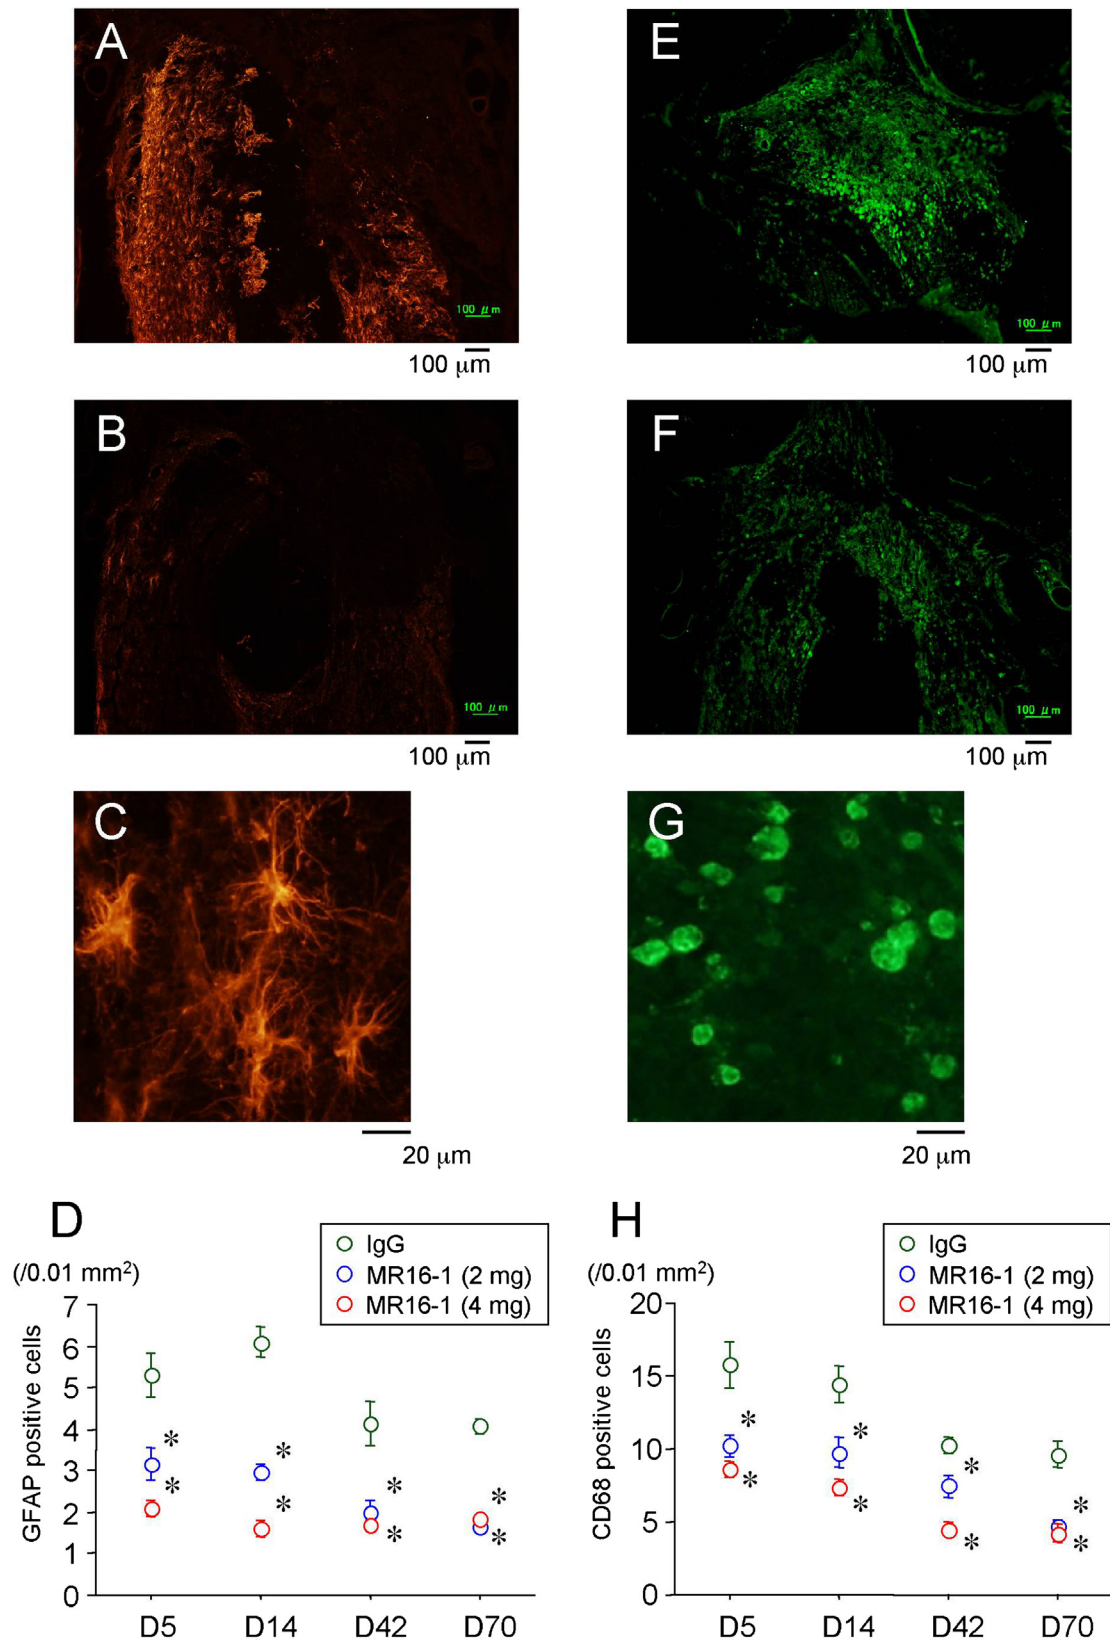 A
100 μm
100 μm
E
100 μm
100 μm
B
100 μm
100 μm
F
100 μm
100 μm
C
20 μm
G
20 μm
D
IgG
MR16-1 (2 mg)
MR16-1 (4 mg)
(/0.01 mm²)
GFAP positive cells
7
6
5
4
3
2
1
0
* * * * * * * *
D5 D14 D42 D70
H
IgG
MR16-1 (2 mg)
MR16-1 (4 mg)
(/0.01 mm²)
CD68 positive cells
20
15
10
5
0
* * * * * * * *
D5 D14 D42 D70